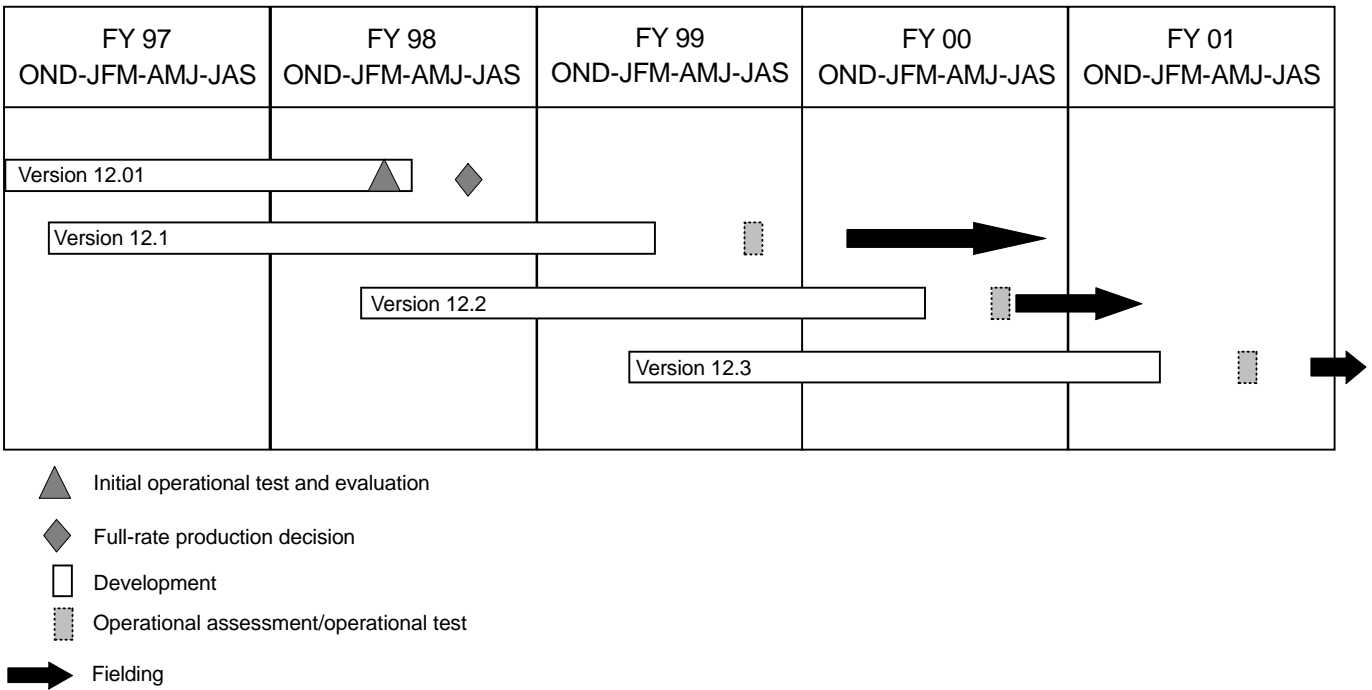 FY 97
OND-JFM-AMJ-JAS
FY 98
OND-JFM-AMJ-JAS
FY 99
OND-JFM-AMJ-JAS
FY 00
OND-JFM-AMJ-JAS
FY 01
OND-JFM-AMJ-JAS
Version 12.01
Version 12.1
Version 12.2
Version 12.3
Initial operational test and evaluation
Full-rate production decision
Development
Operational assessment/operational test
Fielding